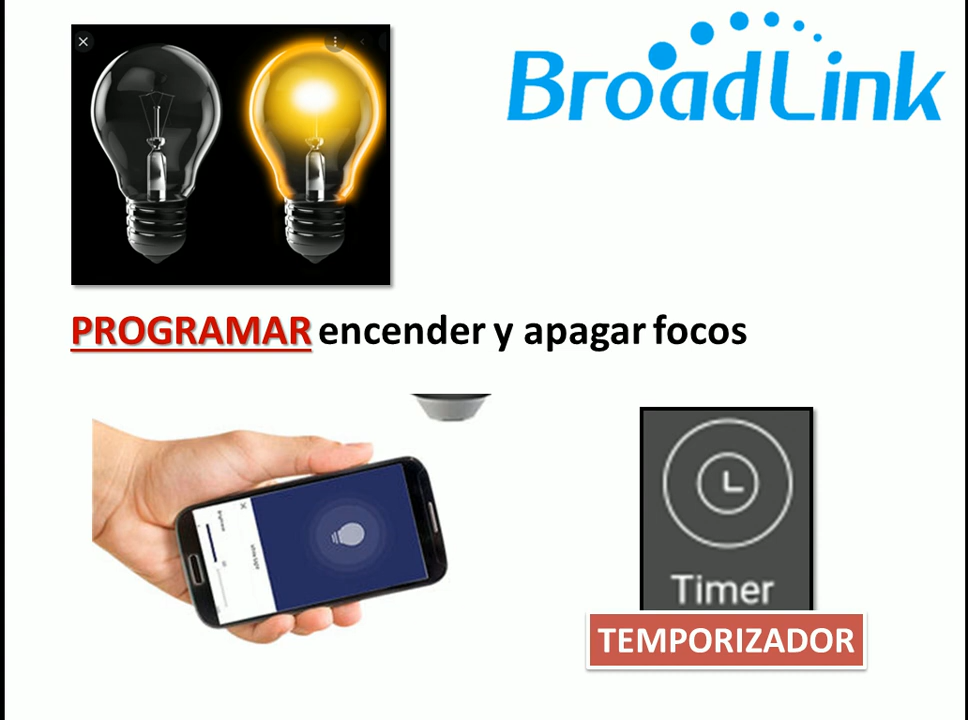 BroadLink
PROGRAMAR encender y apagar focos
Timer
TEMPORIZADOR